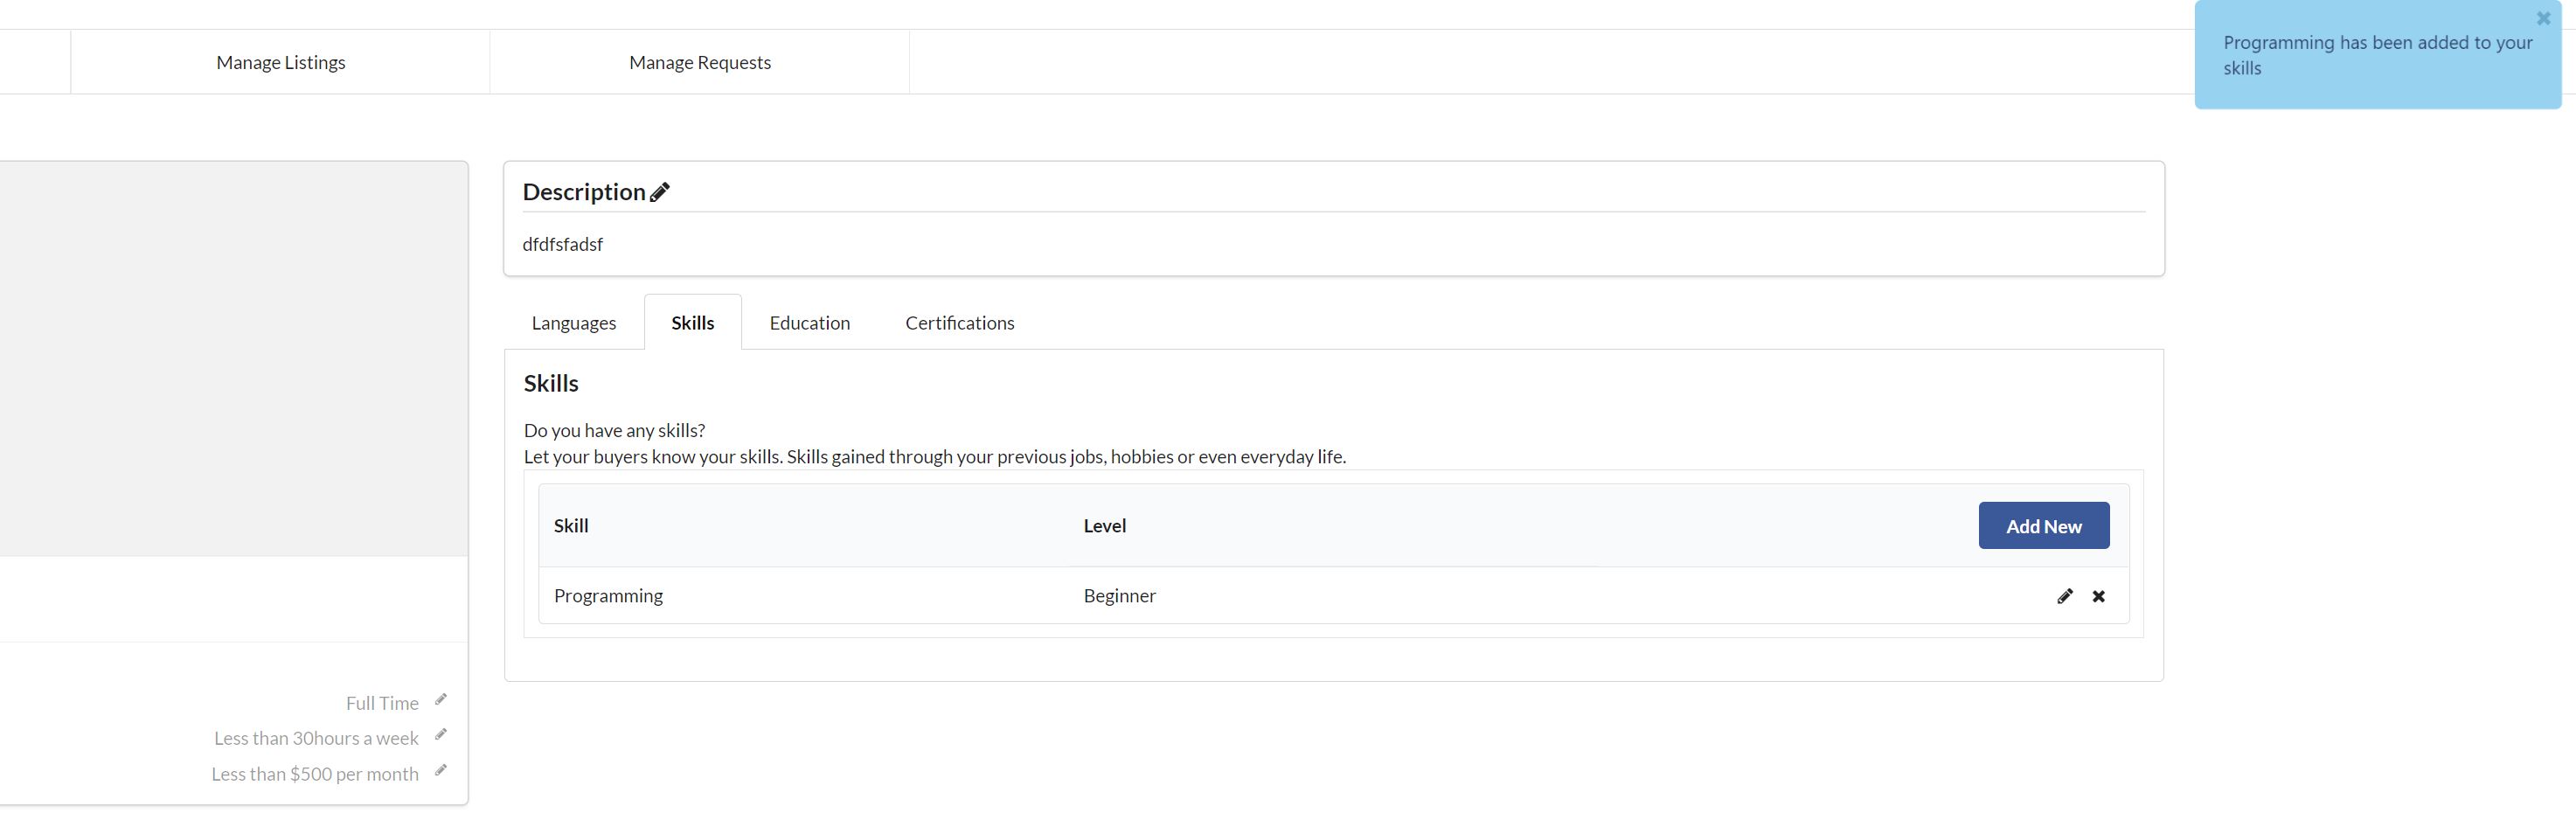 Manage Listings
Manage Requests
Programming has been added to your
skills
Description
dfdfsfadsf
Languages
Skills
Education
Certifications
Skills
Do you have any skills?
Let your buyers know your skills. Skills gained through your previous jobs, hobbies or even everyday life.
Skill
Level
Add New
Programming
Beginner
Full Time
Less than 30hours a week
Less than $500 per month